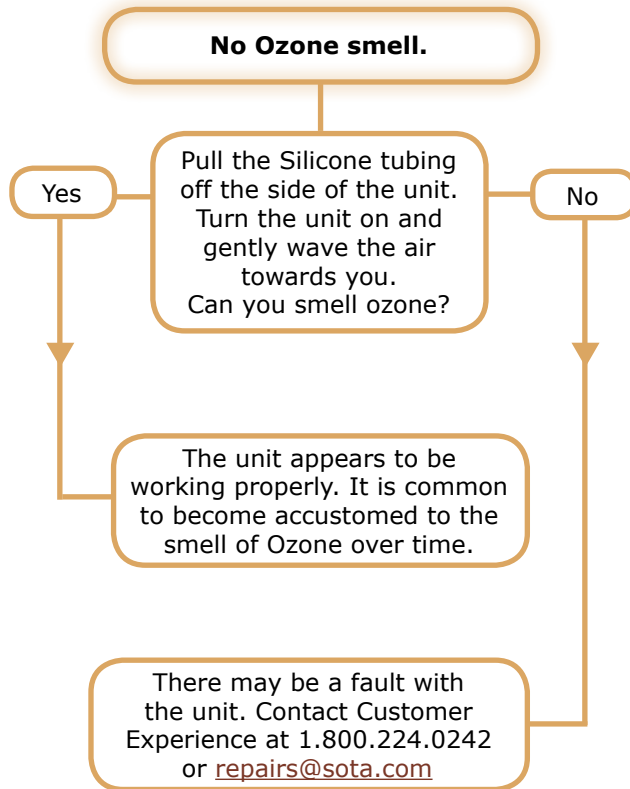 No Ozone smell.
Pull the Silicone tubing
off the side of the unit.
Turn the unit on and
gently wave the air
towards you.
Can you smell ozone?
Yes
No
The unit appears to be
working properly. It is common
to become accustomed to the
smell of Ozone over time.
There may be a fault with
the unit. Contact Customer
Experience at 1.800.224.0242
or repairs@sota.com